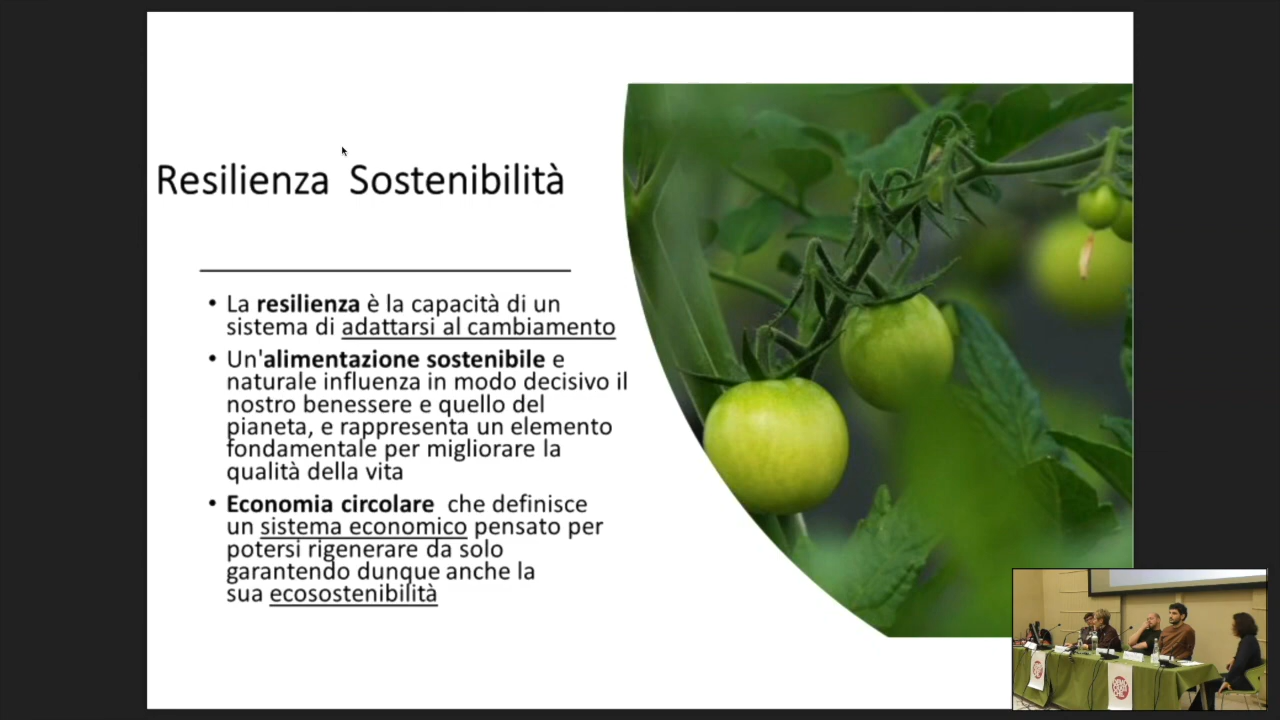 Resilienza  Sostenibilità
• La resilienza è la capacità di un
sistema di adattarsi al cambiamento
• Un'alimentazione sostenibile e
naturale influenza in modo decisivo il
nostro benessere e quello del
pianeta, e rappresenta un elemento
fondamentale per migliorare la
qualità della vita
• Economia circolare  che definisce
un sistema economico pensato per
potersi rigenerare da solo
garantendo dunque anche la
sua ecosostenibilità